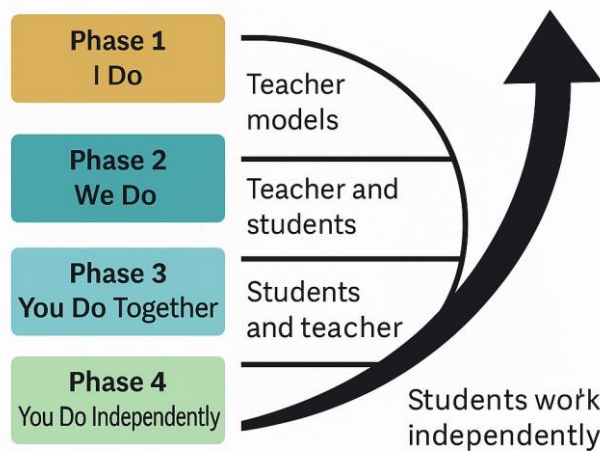 Phase 1
I Do
Teacher
models
Phase 2
We Do
Teacher and
students
Phase 3
You Do Together
Students
and teacher
Phase 4
You Do Independently
Students work
independently